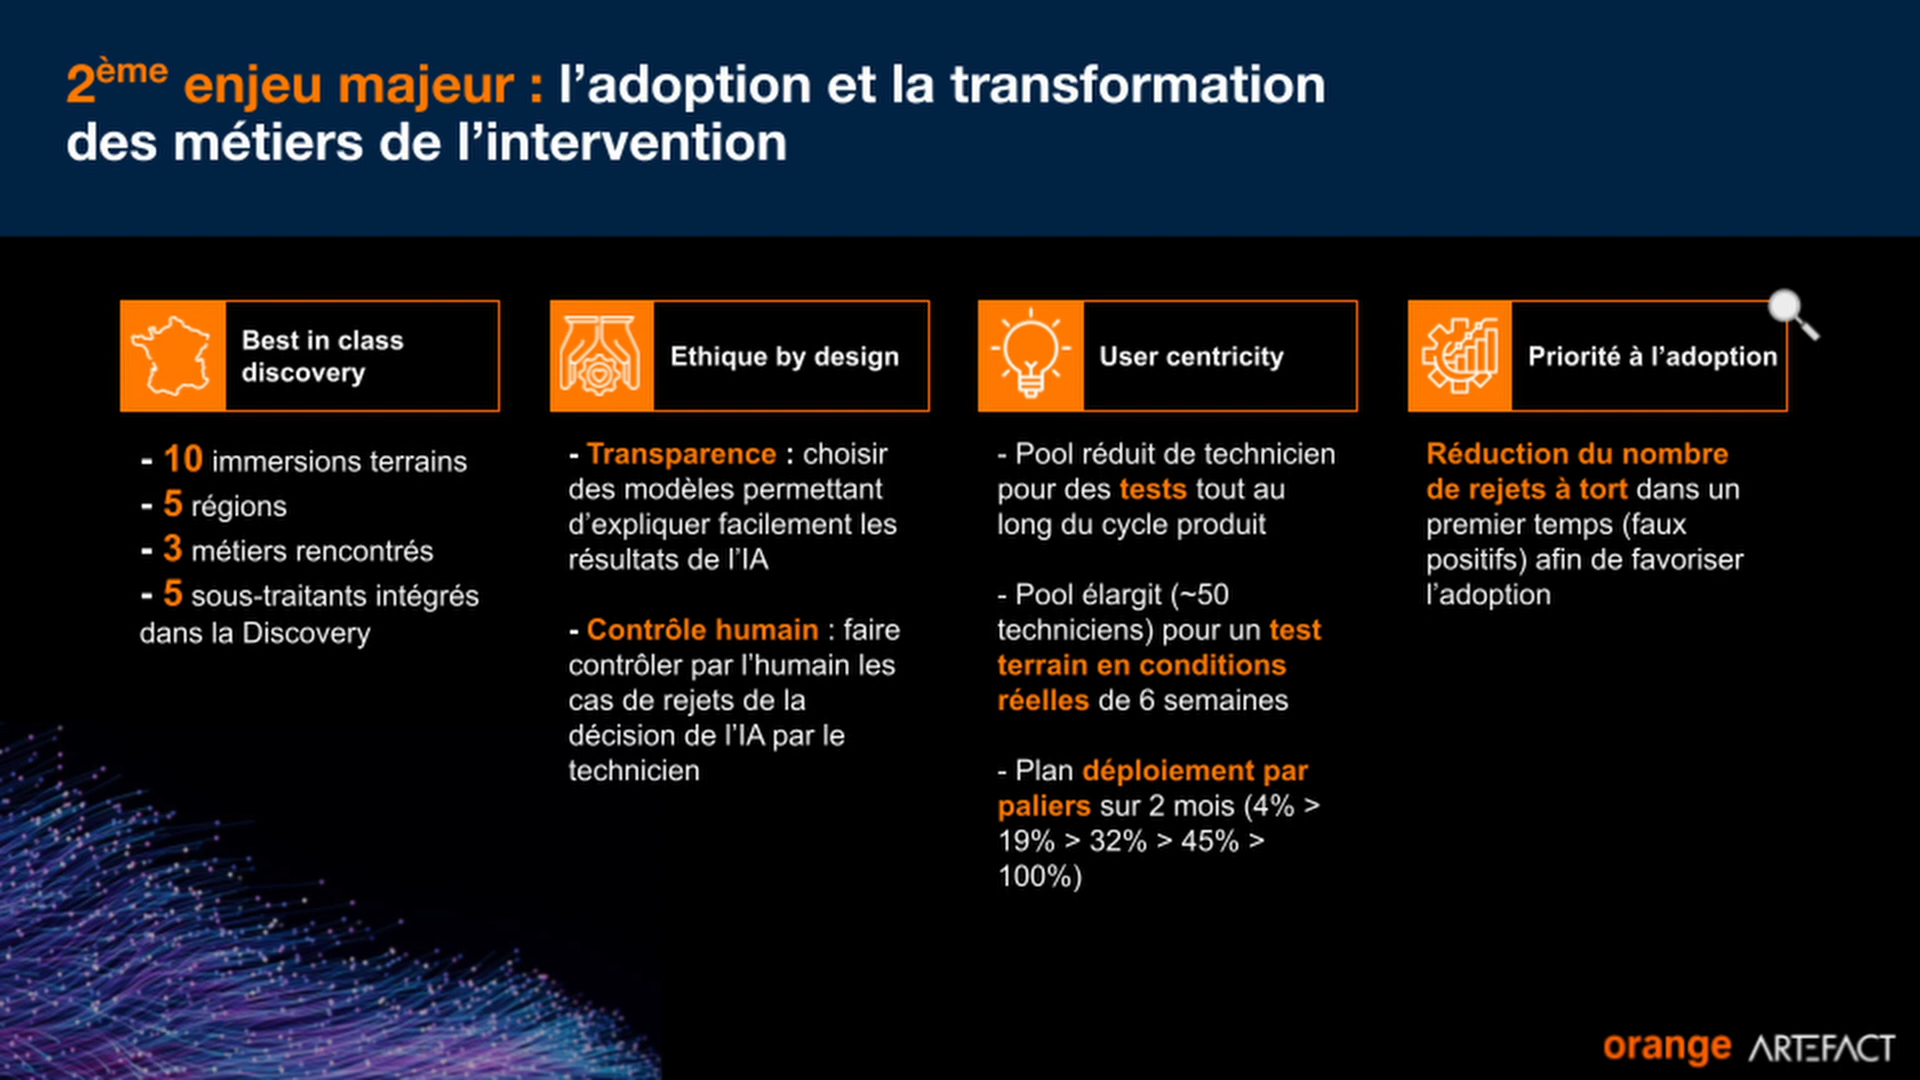 2ème enjeu majeur : l’adoption et la transformation
des métiers de l’intervention
Best in class
discovery
- 10 immersions terrains
- 5 régions
- 3 métiers rencontrés
- 5 sous-traitants intégrés
dans la Discovery
Ethique by design
- Transparence : choisir
des modèles permettant
d’expliquer facilement les
résultats de l’IA
- Contrôle humain : faire
contrôler par l’humain les
cas de rejets de la
décision de l’IA par le
technicien
User centricity
- Pool réduit de technicien
pour des tests tout au
long du cycle produit
- Pool élargit (~50
techniciens) pour un test
terrain en conditions
réelles de 6 semaines
- Plan déploiement par
paliers sur 2 mois (4% >
19% > 32% > 45% >
100%)
Priorité à l’adoption
Réduction du nombre
de rejets à tort dans un
premier temps (faux
positifs) afin de favoriser
l’adoption
orange ARTEFACT